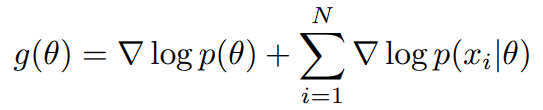 g(θ) = ∇ log p(θ) + ∑_{i=1}^{N} ∇ log p(x_i|θ)